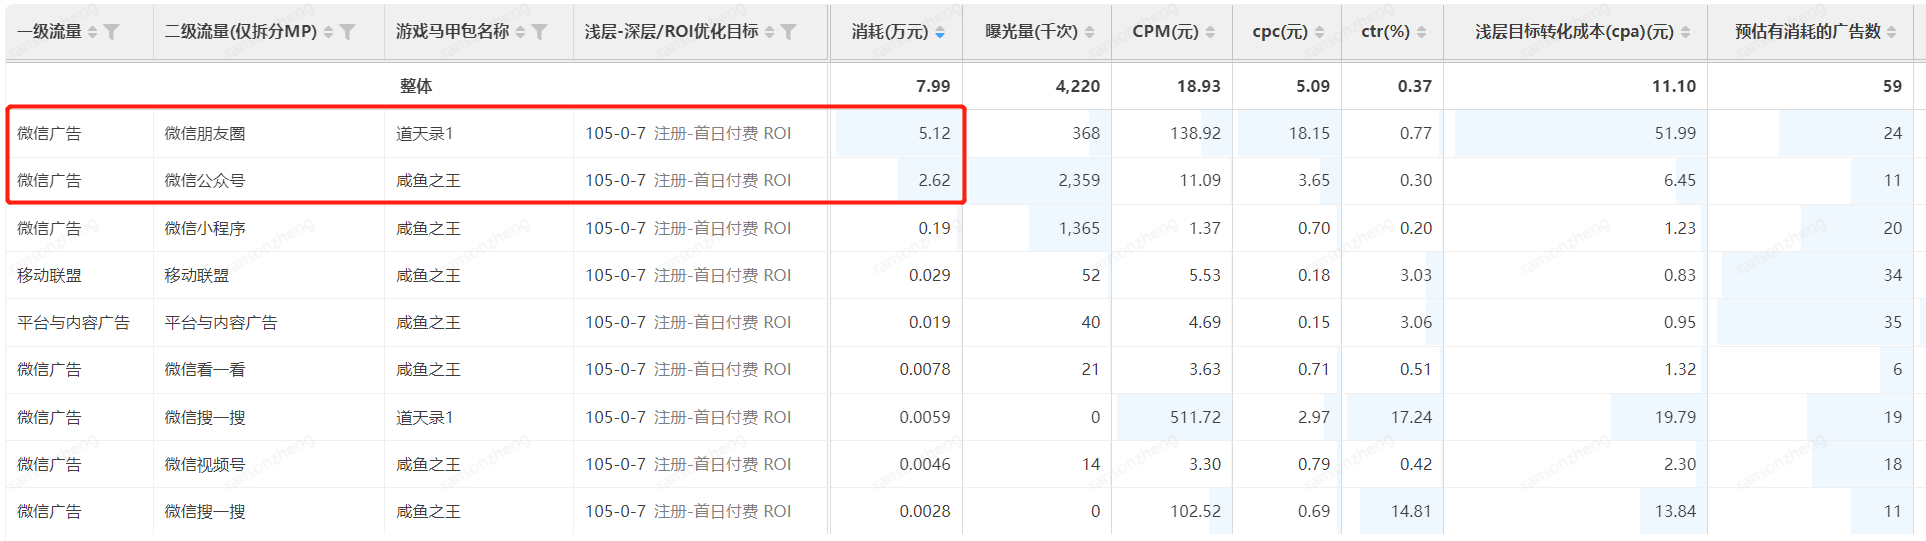 一级流量 二级流量(仅拆分MP) 游戏马甲包名称 浅层-深层/ROI优化目标 消耗(万元) 曝光量(千次) CPM(元) cpc(元) ctr(%) 浅层目标转化成本(cpa)(元) 预估有消耗的广告数
整体 7.99 4,220 18.93 5.09 0.37 11.10 59
微信广告 微信朋友圈 道天录1 105-0-7 注册-首日付费 ROI 5.12 368 138.92 18.15 0.77 51.99 24
微信广告 微信公众号 咸鱼之王 105-0-7 注册-首日付费 ROI 2.62 2,359 11.09 3.65 0.30 6.45 11
微信广告 微信小程序 咸鱼之王 105-0-7 注册-首日付费 ROI 0.19 1,365 1.37 0.70 0.20 1.23 20
移动联盟 移动联盟 咸鱼之王 105-0-7 注册-首日付费 ROI 0.029 52 5.53 0.18 3.03 0.83 34
平台与内容广告 平台与内容广告 咸鱼之王 105-0-7 注册-首日付费 ROI 0.019 40 4.69 0.15 3.06 0.95 35
微信广告 微信看一看 咸鱼之王 105-0-7 注册-首日付费 ROI 0.0078 21 3.63 0.71 0.51 1.32 6
微信广告 微信搜一搜 道天录1 105-0-7 注册-首日付费 ROI 0.0059 0 511.72 2.97 17.24 19.79 19
微信广告 微信视频号 咸鱼之王 105-0-7 注册-首日付费 ROI 0.0046 14 3.30 0.79 0.42 2.30 18
微信广告 微信搜一搜 咸鱼之王 105-0-7 注册-首日付费 ROI 0.0028 0 102.52 0.69 14.81 13.84 11
ransonzheng